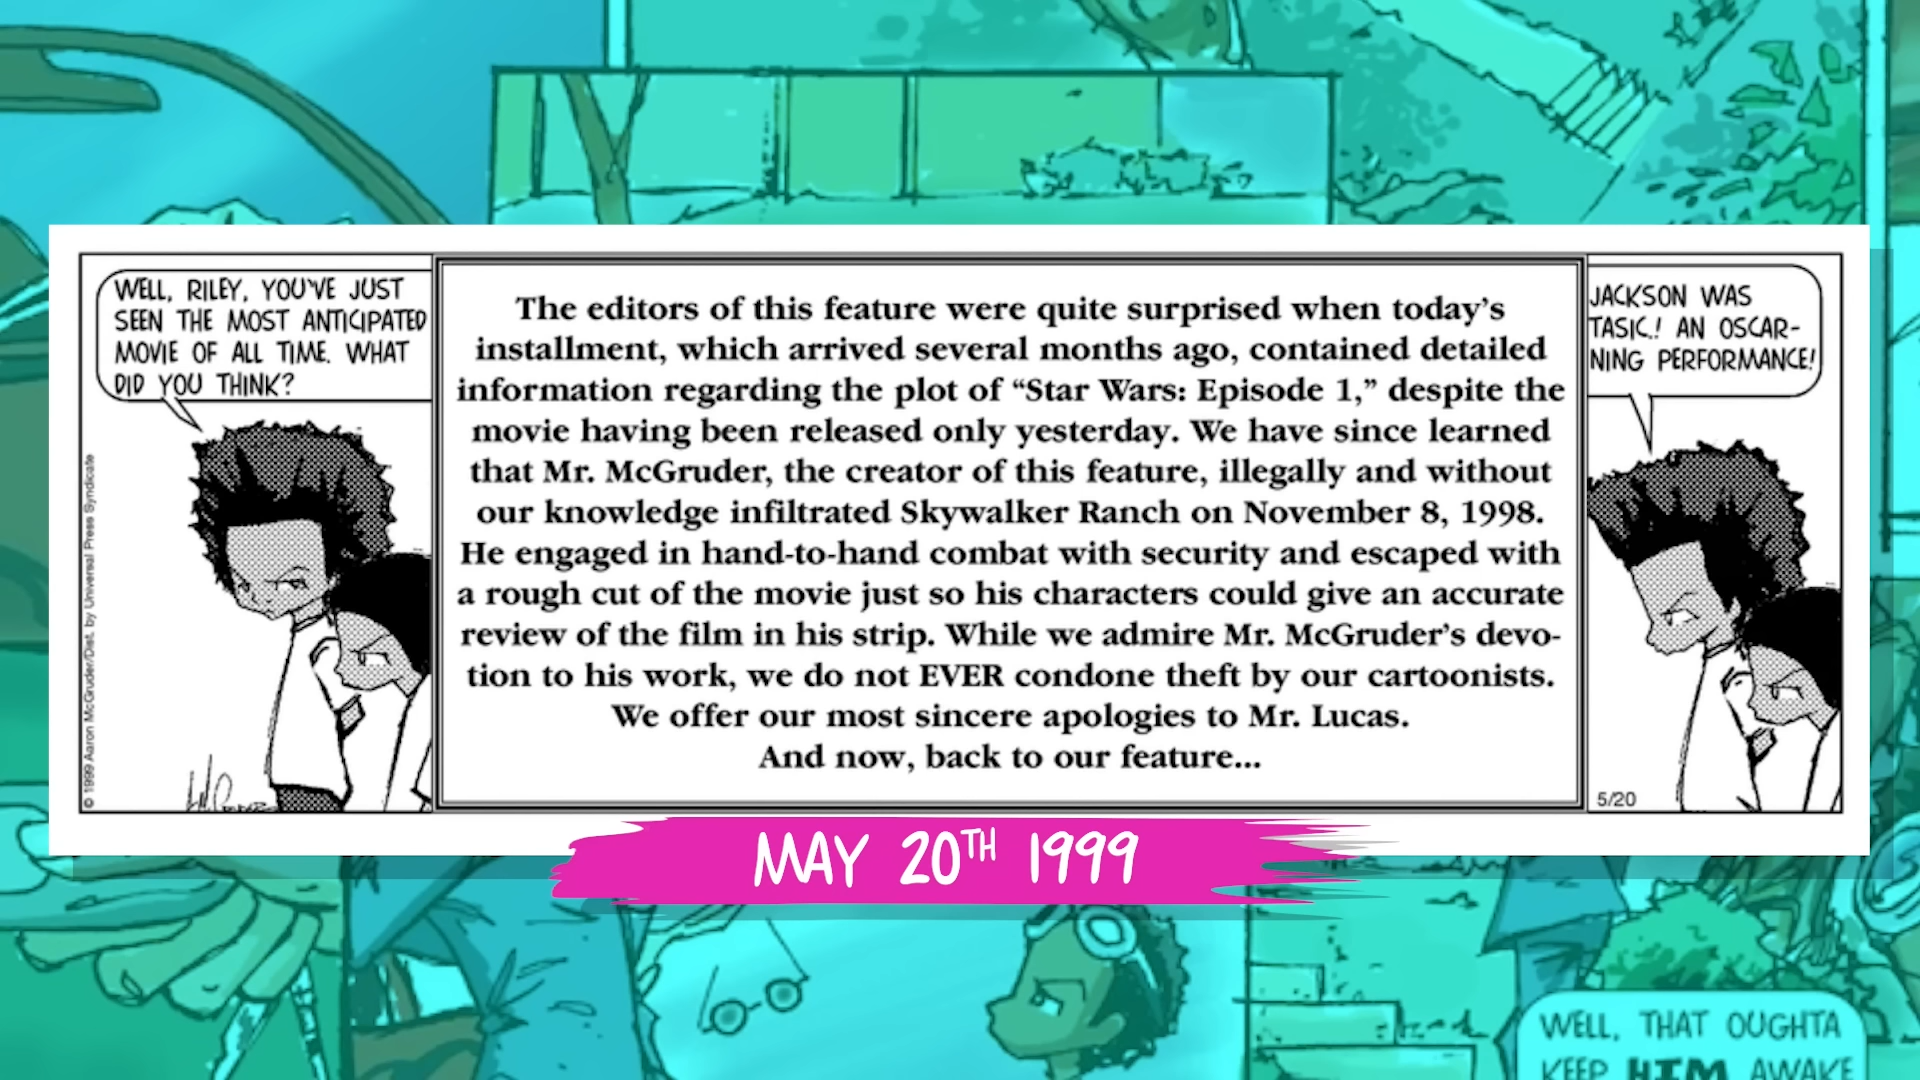 WELL, RILEY, YOU'VE JUST
SEEN THE MOST ANTICIPATED
MOVIE OF ALL TIME. WHAT
DID YOU THINK?
© 1999 Aaron McGruder/Dist. by Universal Press Syndicate
The editors of this feature were quite surprised when today's
installment, which arrived several months ago, contained detailed
information regarding the plot of “Star Wars: Episode 1,” despite the
movie having been released only yesterday. We have since learned
that Mr. McGruder, the creator of this feature, illegally and without
our knowledge infiltrated Skywalker Ranch on November 8, 1998.
He engaged in hand-to-hand combat with security and escaped with
a rough cut of the movie just so his characters could give an accurate
review of the film in his strip. While we admire Mr. McGruder's devo-
tion to his work, we do not EVER condone theft by our cartoonists.
We offer our most sincere apologies to Mr. Lucas.
And now, back to our feature...
JACKSON WAS
TASIC! AN OSCAR-
NING PERFORMANCE!
5/20
MAY 20TH 1999
WELL, THAT OUGHTA
KEEP HIM AWAKE